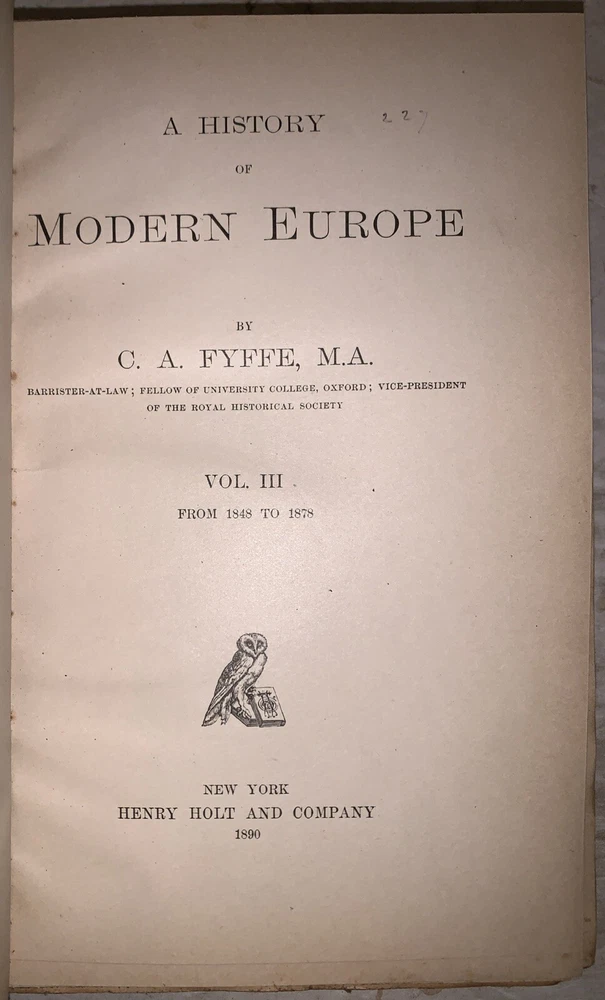 A HISTORY 227
OF
MODERN EUROPE
BY
C. A. FYFFE, M.A.
BARRISTER-AT-LAW; FELLOW OF UNIVERSITY COLLEGE, OXFORD; VICE-PRESIDENT
OF THE ROYAL HISTORICAL SOCIETY
VOL. III
FROM 1848 TO 1878
NEW YORK
HENRY HOLT AND COMPANY
1890